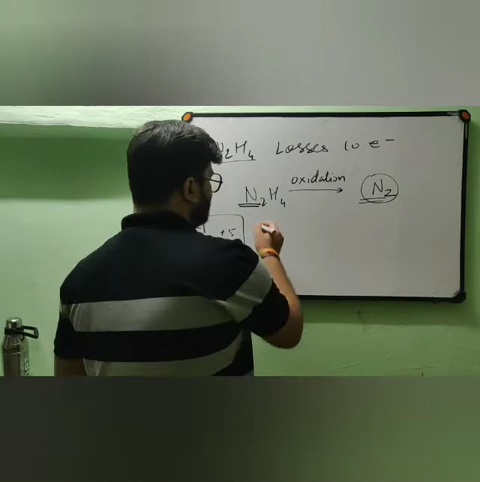 N2H4 Losses 10 e-
N2H4 oxidation → N2
+5